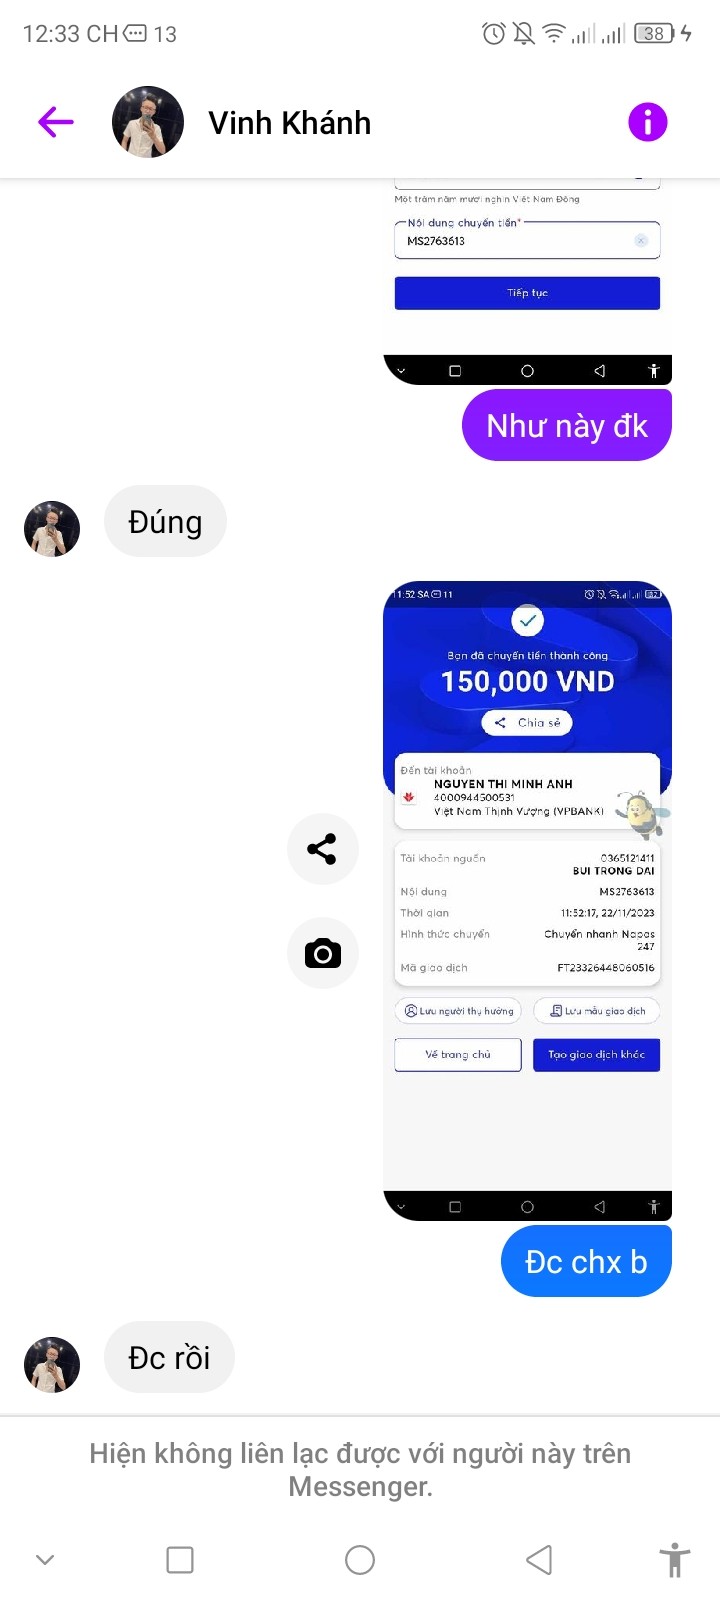 12:33 CH 13
38
Vinh Khánh
Một trăm năm mươi nghìn Việt Nam Đồng
Nội dung chuyển tiền*
MS2763613
Tiếp tục
Như này đk
Đúng
11:52 SA 11
Bạn đã chuyển tiền thành công
150,000 VND
Chia sẻ
Đến tài khoản
NGUYEN THI MINH ANH
4000944500531
Việt Nam Thịnh Vượng (VPBANK)
Tài khoản nguồn 0365121411
BUI TRONG DAI
Nội dung MS2763613
Thời gian 11:52:17, 22/11/2023
Hình thức chuyển Chuyển nhanh Napas
247
Mã giao dịch FT23326448060516
Lưu người thụ hưởng Lưu mẫu giao dịch
Về trang chủ Tạo giao dịch khác
Đc chx b
Đc rồi
Hiện không liên lạc được với người này trên
Messenger.